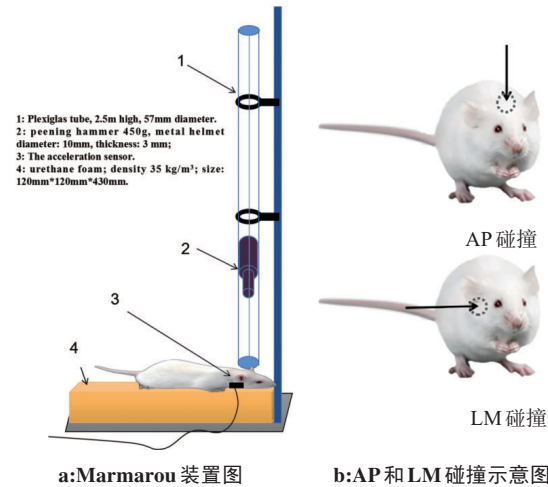 1
1: Plexiglas tube, 2.5m high, 57mm diameter.
2: peening hammer 450g, metal helmet
diameter: 10mm, thickness: 3 mm;
3: The acceleration sensor.
4: urethane foam; density 35 kg/m³; size:
120mm*120mm*430mm.
2
3
4
AP 碰撞
LM 碰撞
a:Marmarou 装置图
b:AP 和 LM 碰撞示意图